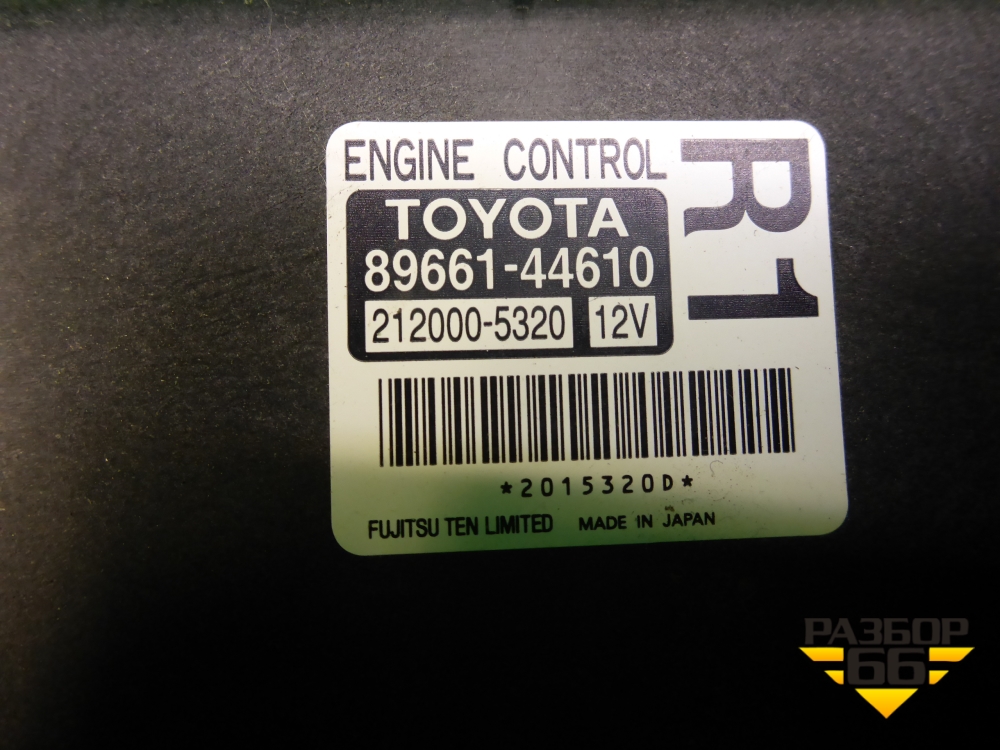 ENGINE CONTROL
R1
TOYOTA
89661-44610
212000-5320 12V
*2015320D*
FUJITSU TEN LIMITED MADE IN JAPAN
РАЗБОР
66